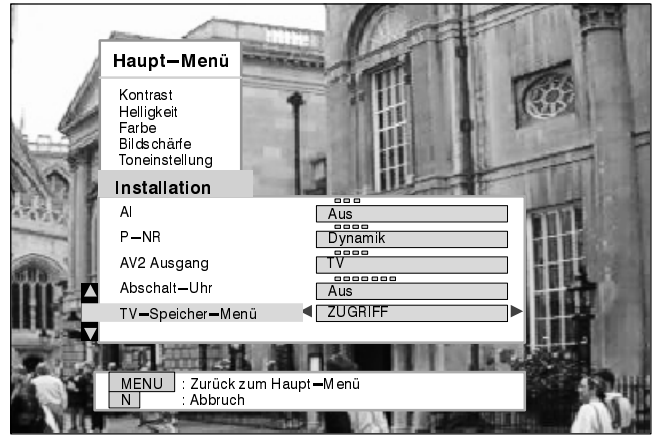 Haupt–Menü
Kontrast
Helligkeit
Farbe
Bildschärfe
Toneinstellung
Installation
AI Aus
P–NR Dynamik
AV2 Ausgang TV
Abschalt–Uhr Aus
TV–Speicher–Menü ZUGRIFF
MENU : Zurück zum Haupt–Menü
N : Abbruch